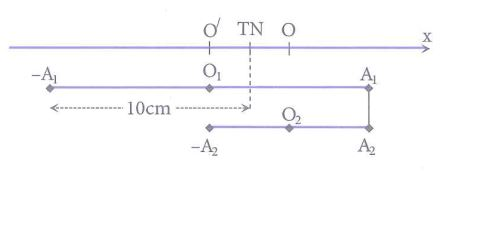 O′ TN O x
−A₁ O₁ A₁
10cm
O₂
−A₂ A₂